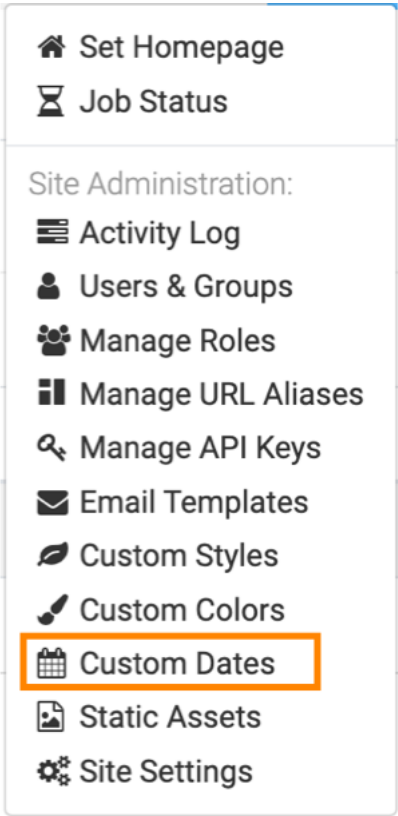 Set Homepage
Job Status
Site Administration:
Activity Log
Users & Groups
Manage Roles
Manage URL Aliases
Manage API Keys
Email Templates
Custom Styles
Custom Colors
Custom Dates
Static Assets
Site Settings